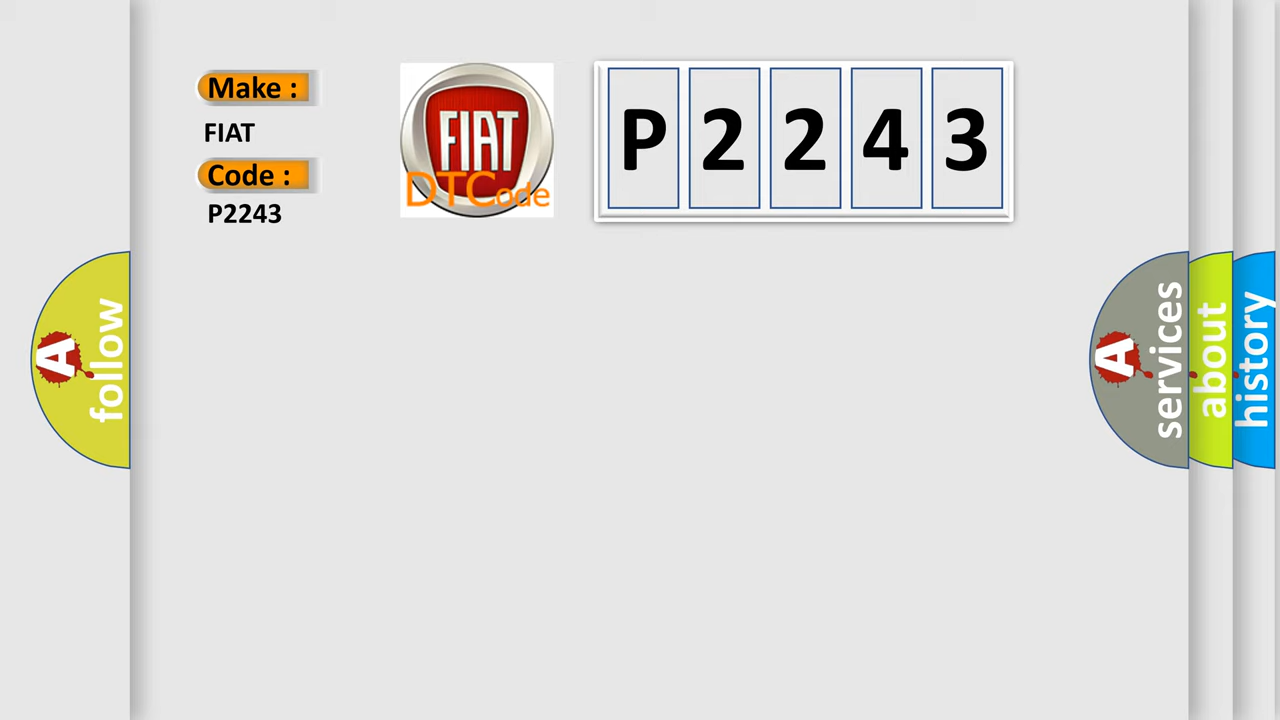 Make :
FIAT
Code :
P2243
FIAT
DTCode
P 2 2 4 3
A follow
A services
about
history